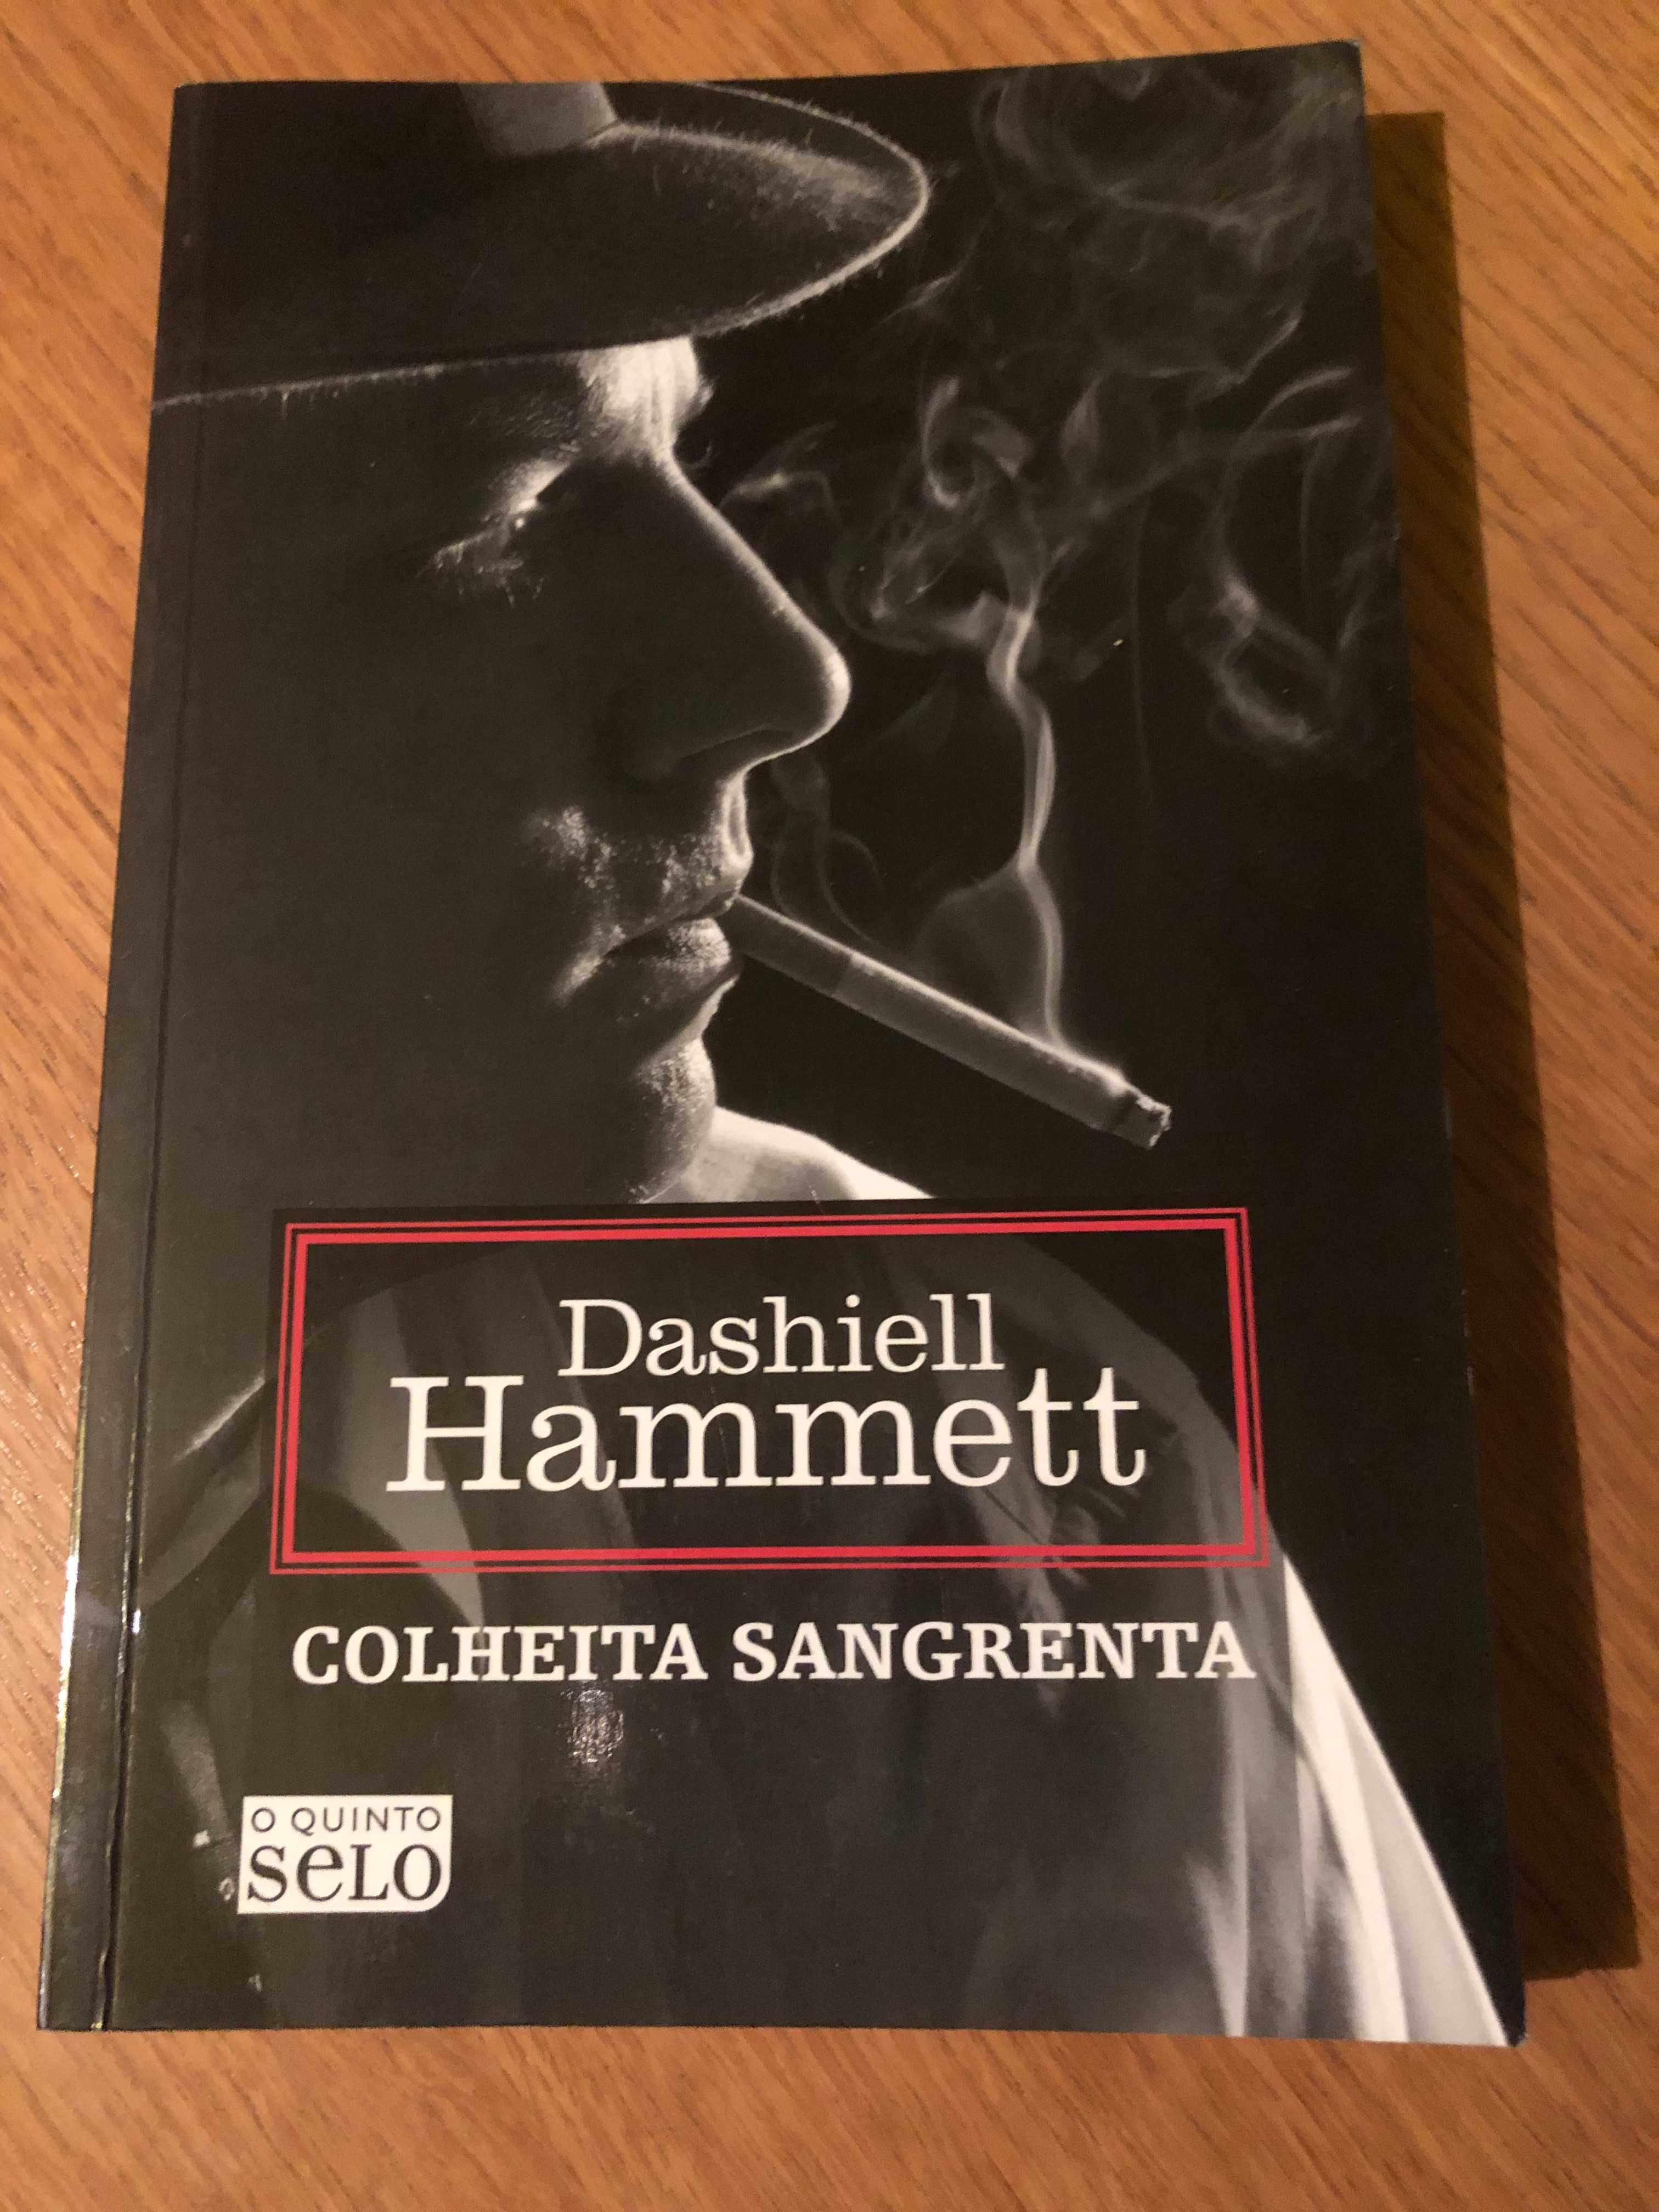 Dashiell
Hammett
COLHEITA SANGRENTA
O QUINTO
SeLO